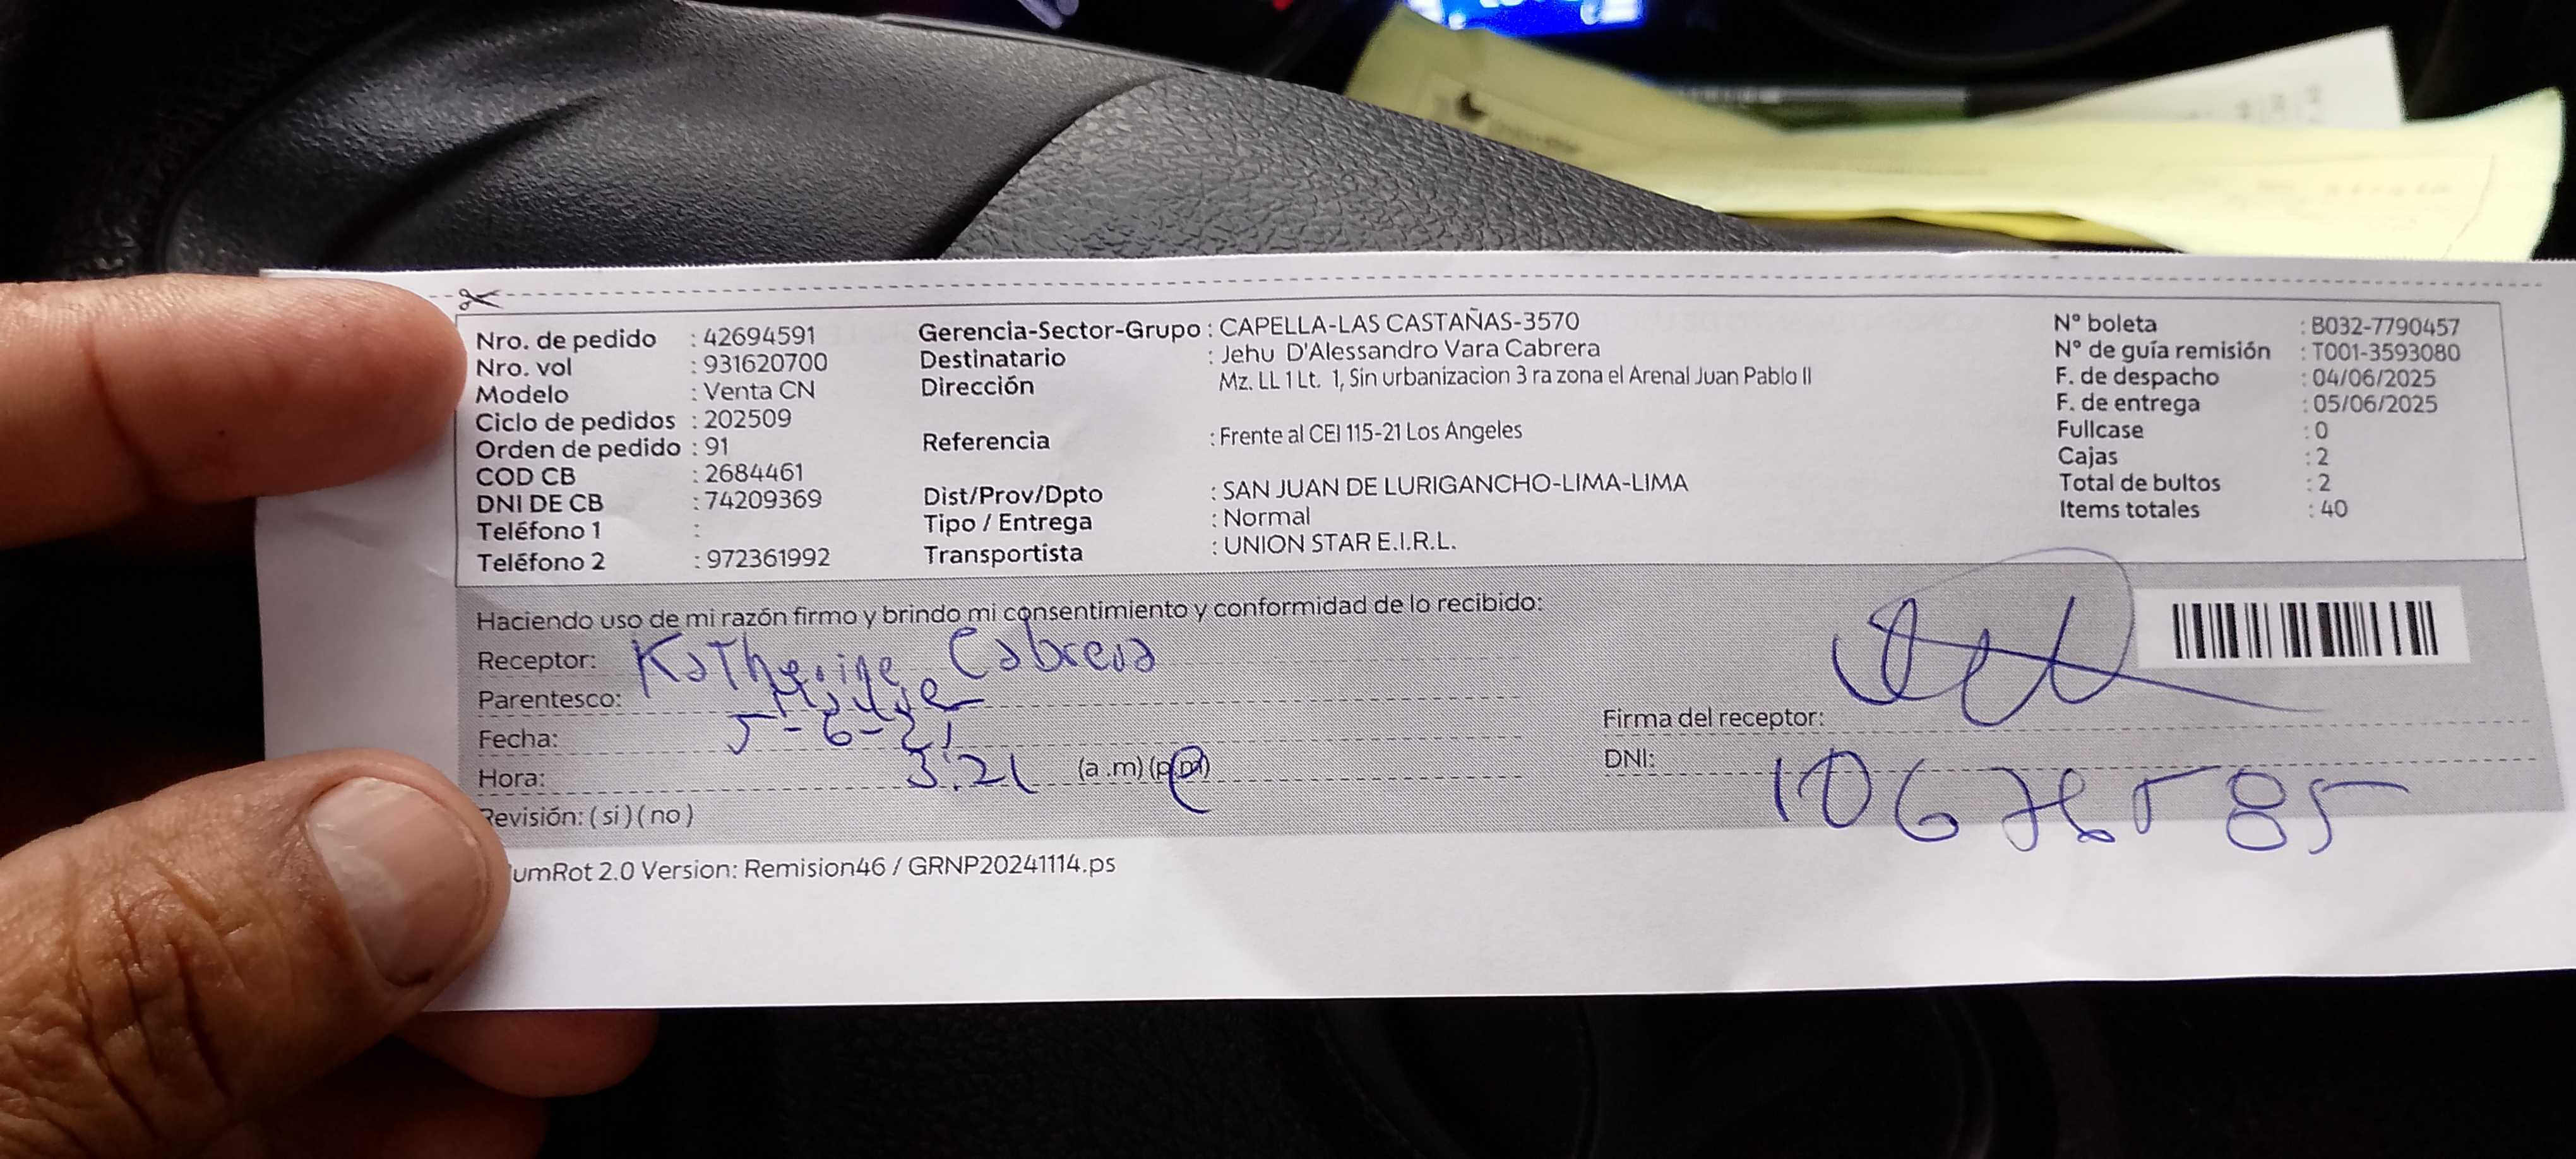 Nro. de pedido : 42694591
Nro. vol : 931620700
Modelo : Venta CN
Ciclo de pedidos : 202509
Orden de pedido : 91
COD CB : 2684461
DNI DE CB : 74209369
Teléfono 1 :
Teléfono 2 : 972361992
Gerencia-Sector-Grupo : CAPELLA-LAS CASTAÑAS-3570
Destinatario : Jehu D'Alessandro Vara Cabrera
Dirección Mz. LL 1 Lt. 1, Sin urbanizacion 3 ra zona el Arenal Juan Pablo II
Referencia : Frente al CEI 115-21 Los Angeles
Dist/Prov/Dpto : SAN JUAN DE LURIGANCHO-LIMA-LIMA
Tipo / Entrega : Normal
Transportista : UNION STAR E.I.R.L.
N° boleta : B032-7790457
N° de guía remisión : T001-3593080
F. de despacho : 04/06/2025
F. de entrega : 05/06/2025
Fullcase : 0
Cajas : 2
Total de bultos : 2
Items totales : 40
Haciendo uso de mi razón firmo y brindo mi consentimiento y conformidad de lo recibido:
Receptor: Katherine Cabrera
Parentesco: Madre
Fecha: 5-6-21
Hora: 3:21 (a .m) (p.m)
Revisión: ( si ) ( no )
Firma del receptor:
DNI: 10676585
umRot 2.0 Version: Remision46 / GRNP20241114.ps